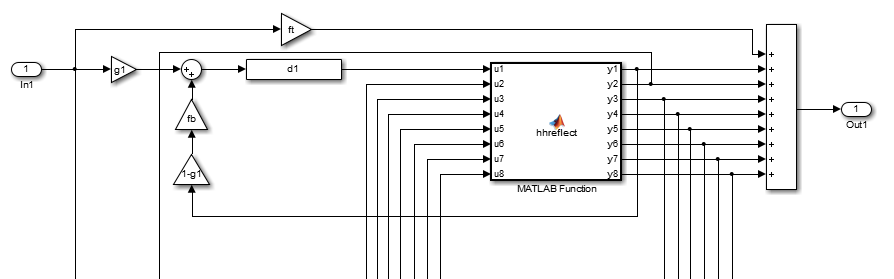 ft
1
In1
g1
+
+
d1
fb
1-g1
u1
u2
u3
u4
u5
u6
u7
u8
hhreflect
y1
y2
y3
y4
y5
y6
y7
y8
MATLAB Function
+
+
+
+
+
+
+
+
+
1
Out1